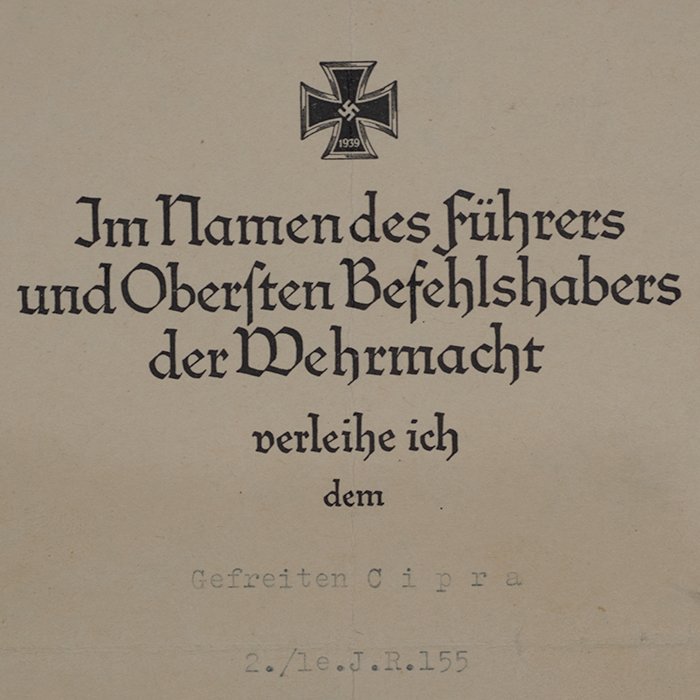 1939
Im Namen des Führers
und Oberſten Befehlshabers
der Wehrmacht
verleihe ich
dem
Gefreiten C i p r a
2./le.J.R.155